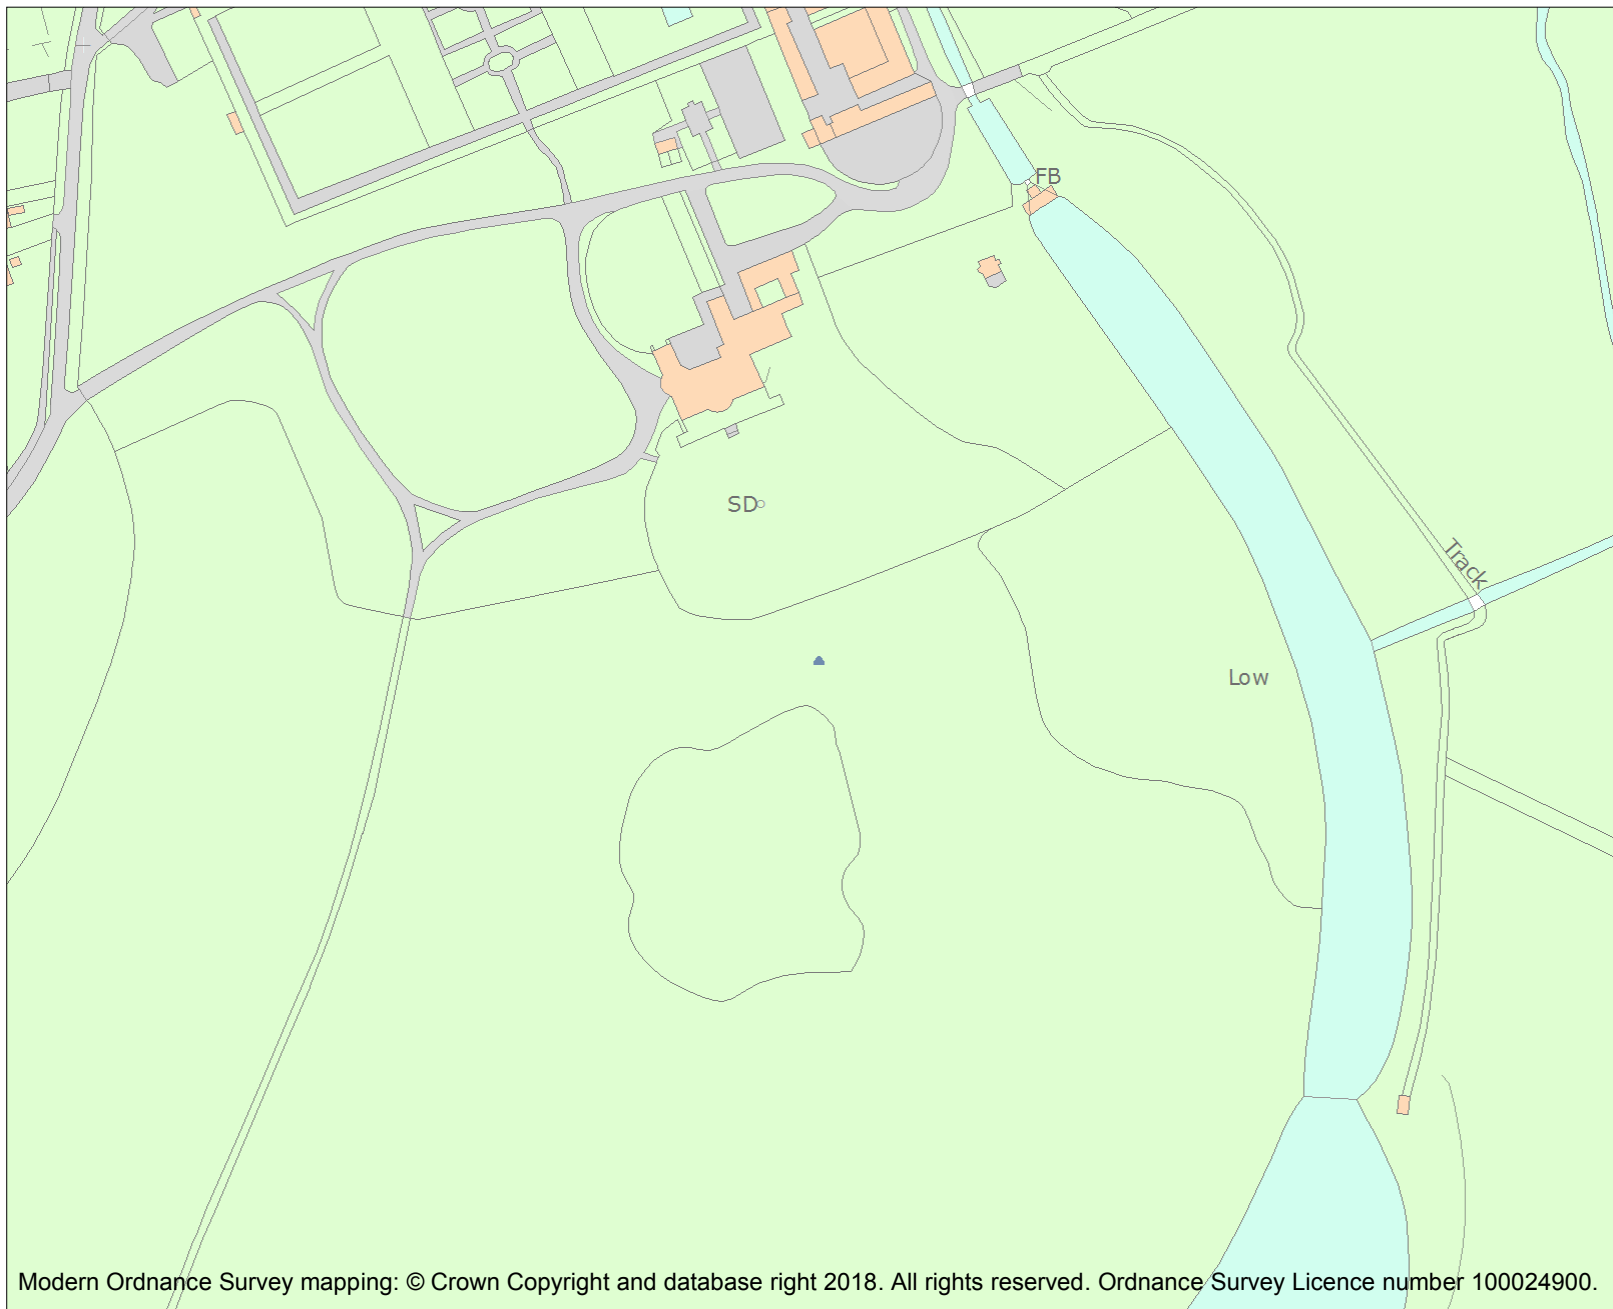 FB
SD
Track
Low
Modern Ordnance Survey mapping: © Crown Copyright and database right 2018. All rights reserved. Ordnance Survey Licence number 100024900.